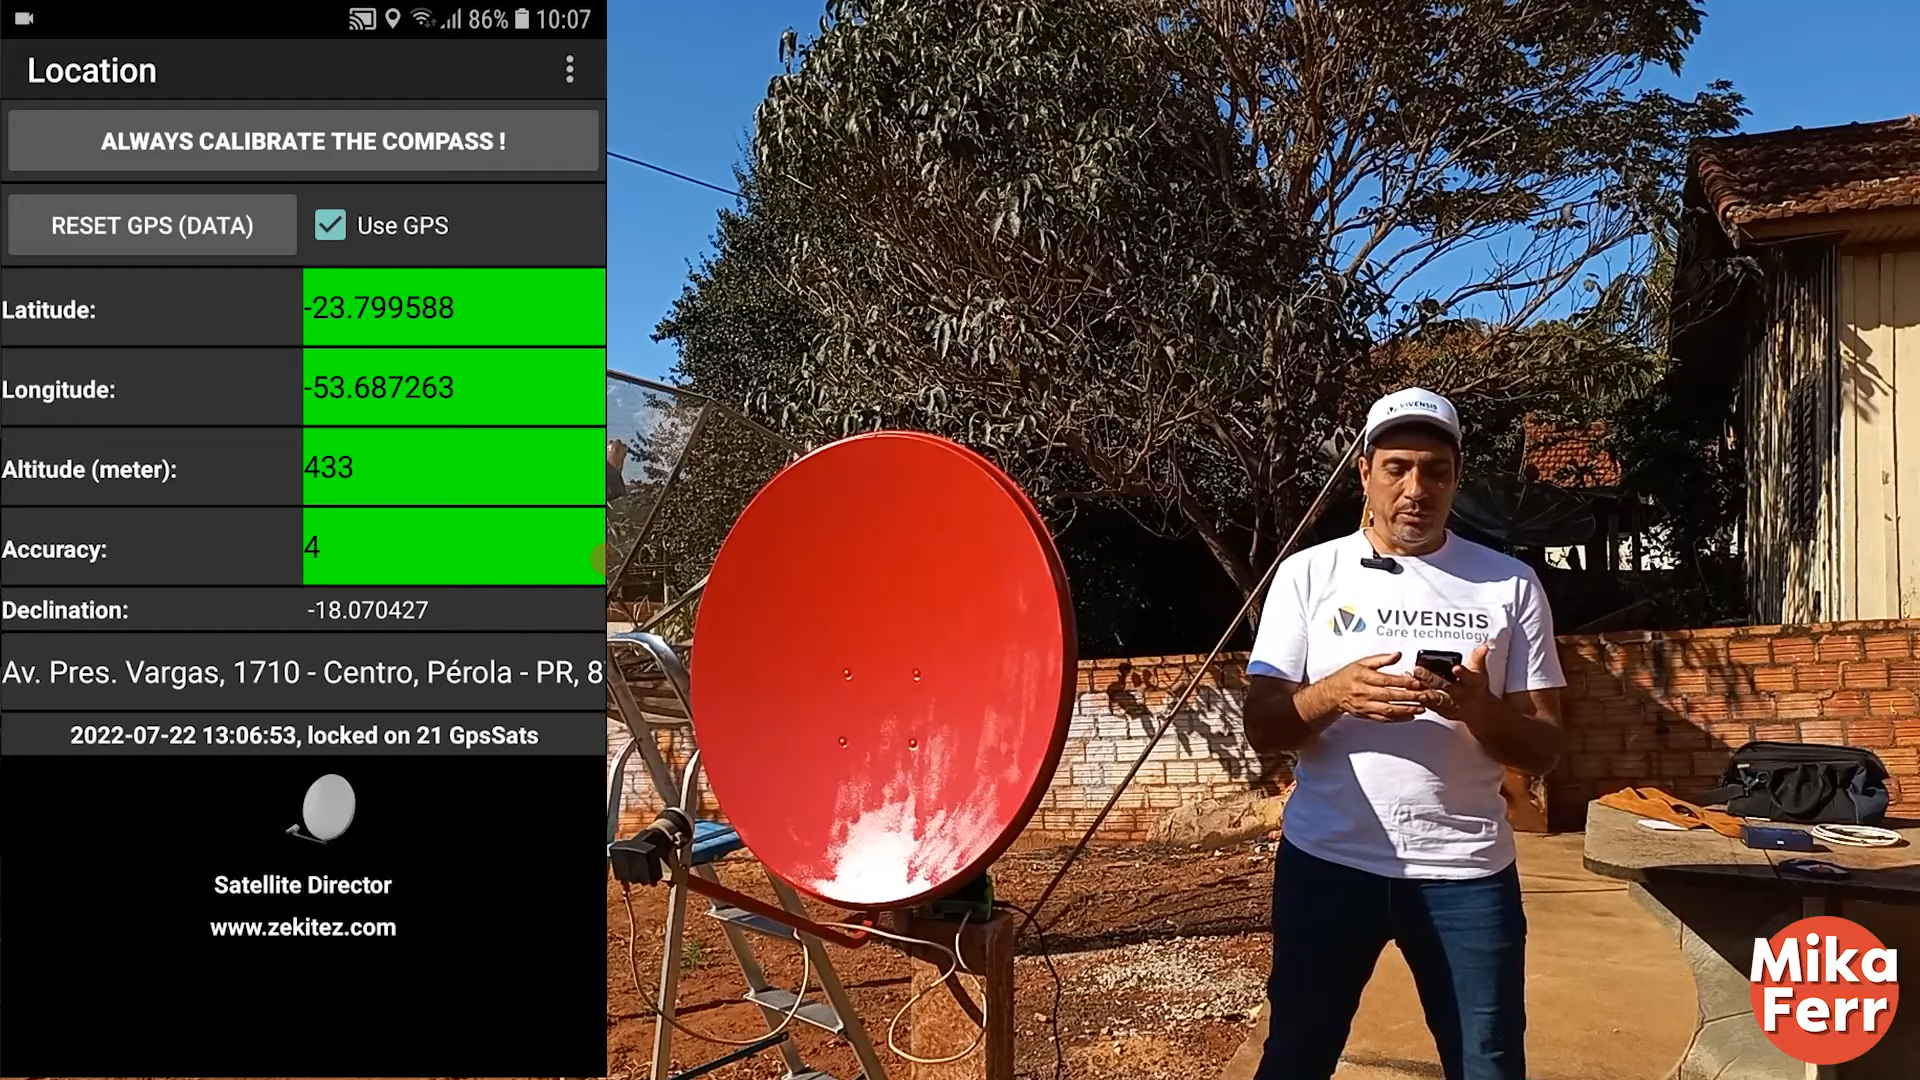 86% 10:07
Location
ALWAYS CALIBRATE THE COMPASS !
RESET GPS (DATA)
Use GPS
Latitude: -23.799588
Longitude: -53.687263
Altitude (meter): 433
Accuracy: 4
Declination: -18.070427
Av. Pres. Vargas, 1710 - Centro, Pérola - PR, 8
2022-07-22 13:06:53, locked on 21 GpsSats
Satellite Director
www.zekitez.com
VIVENSIS
VIVENSIS
Care technology
Mika
Ferr